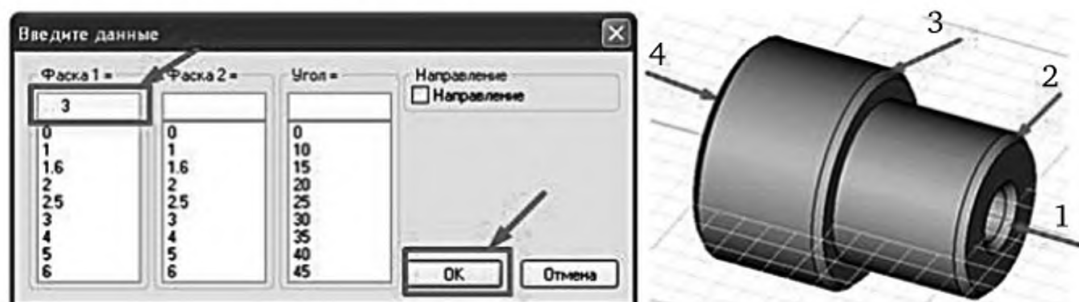 Введите данные
Фаска 1 = Фаска 2 = Угол = Направление
3 Направление
0 0 0
1 1 10
1.6 1.6 15
2 2 20
2.5 2.5 25
3 3 30
4 4 35
5 5 40
6 6 45
OK Отмена
3
4
2
1